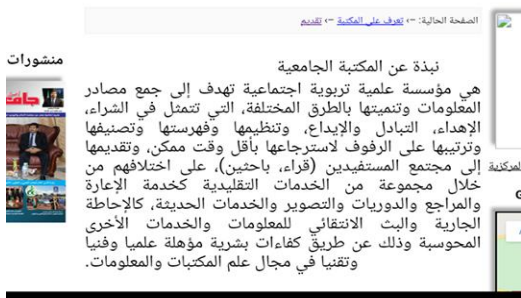 الصفحة الحالية: --› تعرف على المكتبة --› تقديم
منشورات
نبذة عن المكتبة الجامعية
هي مؤسسة علمية تربوية اجتماعية تهدف إلى جمع مصادر
المعلومات وتنميتها بالطرق المختلفة، التي تتمثل في الشراء،
الإهداء، التبادل والإيداع، وتنظيمها وفهرستها وتصنيفها
وترتيبها على الرفوف لاسترجاعها بأقل وقت ممكن، وتقديمها
إلى مجتمع المستفيدين (قراء، باحثين)، على اختلافهم من
خلال مجموعة من الخدمات التقليدية كخدمة الإعارة
والمراجع والدوريات والتصوير والخدمات الحديثة، كالإحاطة
الجارية والبث الانتقائي للمعلومات والخدمات الأخرى
المحوسبة وذلك عن طريق كفاءات بشرية مؤهلة علميا وفنيا
وتقنيا في مجال علم المكتبات والمعلومات.
المركزية
G